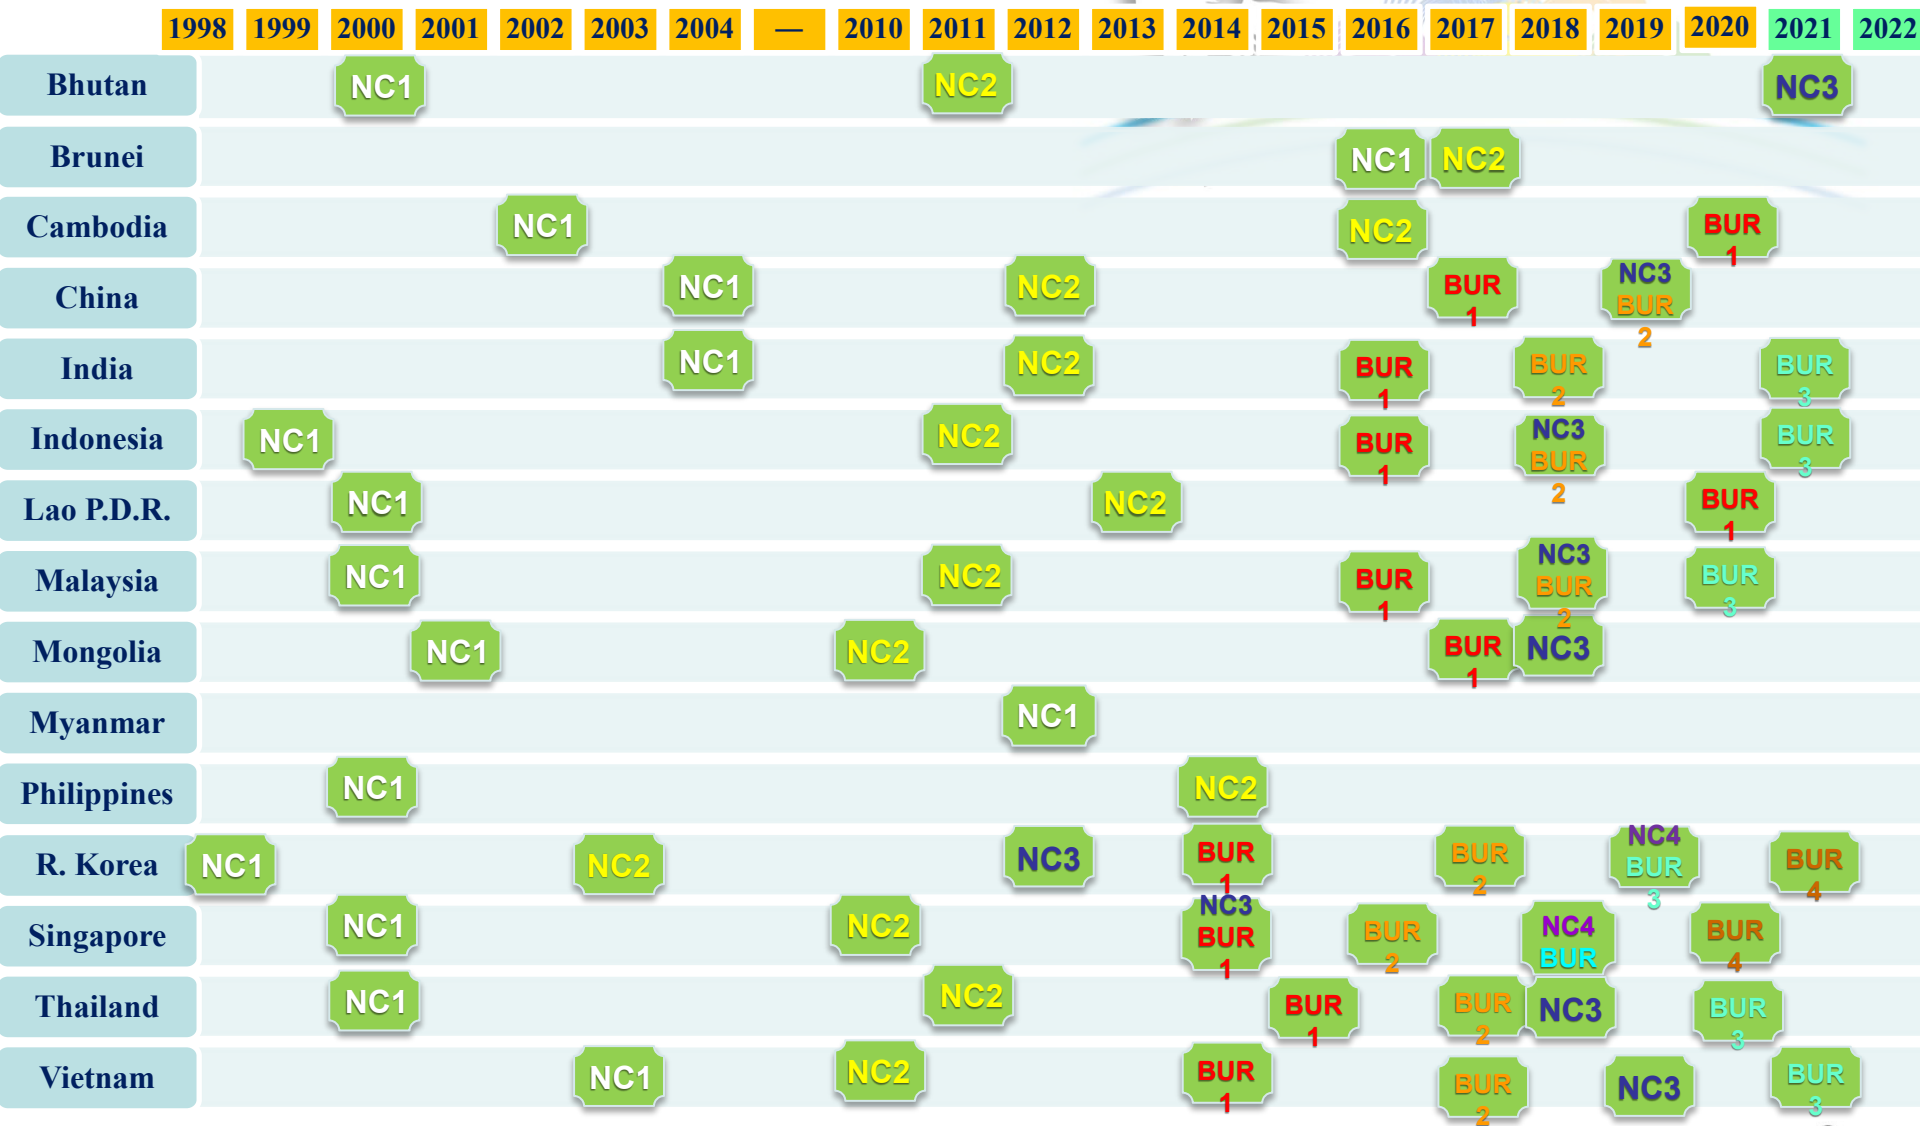 1998 1999 2000 2001 2002 2003 2004 — 2010 2011 2012 2013 2014 2015 2016 2017 2018 2019 2020 2021 2022
Bhutan NC1 NC2 NC3
Brunei NC1 NC2
Cambodia NC1 NC2 BUR
1
China NC1 NC2 BUR NC3
1 BUR
2
India NC1 NC2 BUR BUR BUR
1 2 3
Indonesia NC1 NC2 BUR NC3 BUR
1 BUR 3
2
Lao P.D.R. NC1 NC2 BUR
1
Malaysia NC1 NC2 BUR NC3 BUR
1 BUR 3
2
Mongolia NC1 NC2 BUR NC3
1
Myanmar NC1
Philippines NC1 NC2
R. Korea NC1 NC2 NC3 BUR BUR NC4 BUR
1 2 BUR 4
3
Singapore NC1 NC2 NC3 BUR NC4 BUR
BUR 2 BUR 4
1
Thailand NC1 NC2 BUR BUR NC3 BUR
1 2 3
Vietnam NC1 NC2 BUR BUR NC3 BUR
1 2 3